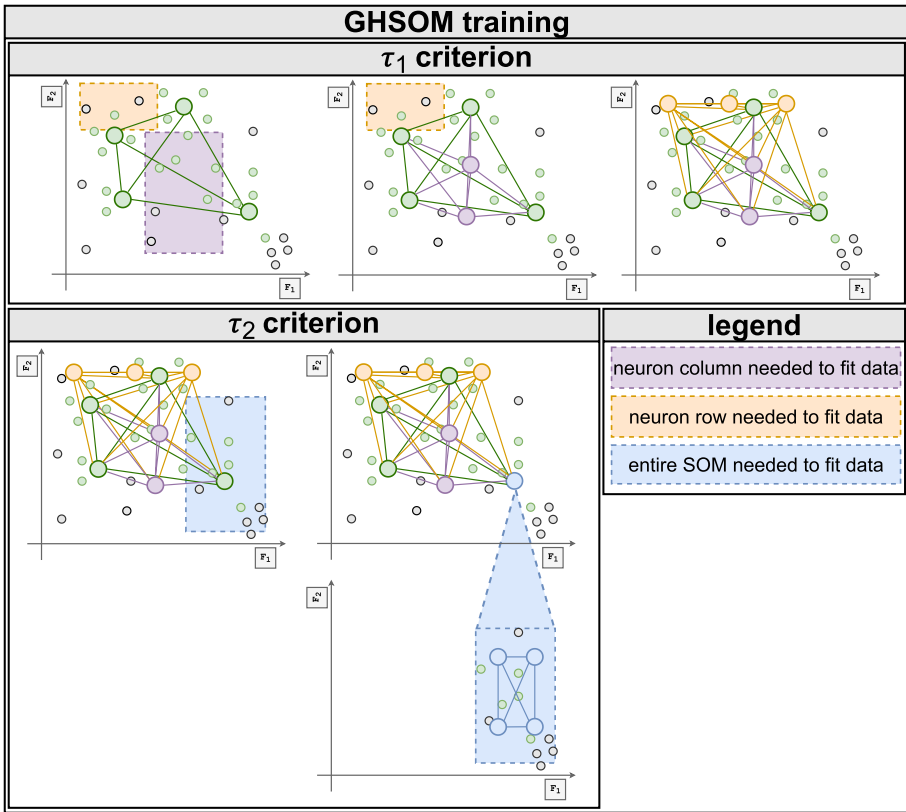 GHSOM training
τ1 criterion
F2
F1
F2
F1
F2
F1
τ2 criterion
F2
F1
F2
F1
F2
F1
legend
neuron column needed to fit data
neuron row needed to fit data
entire SOM needed to fit data